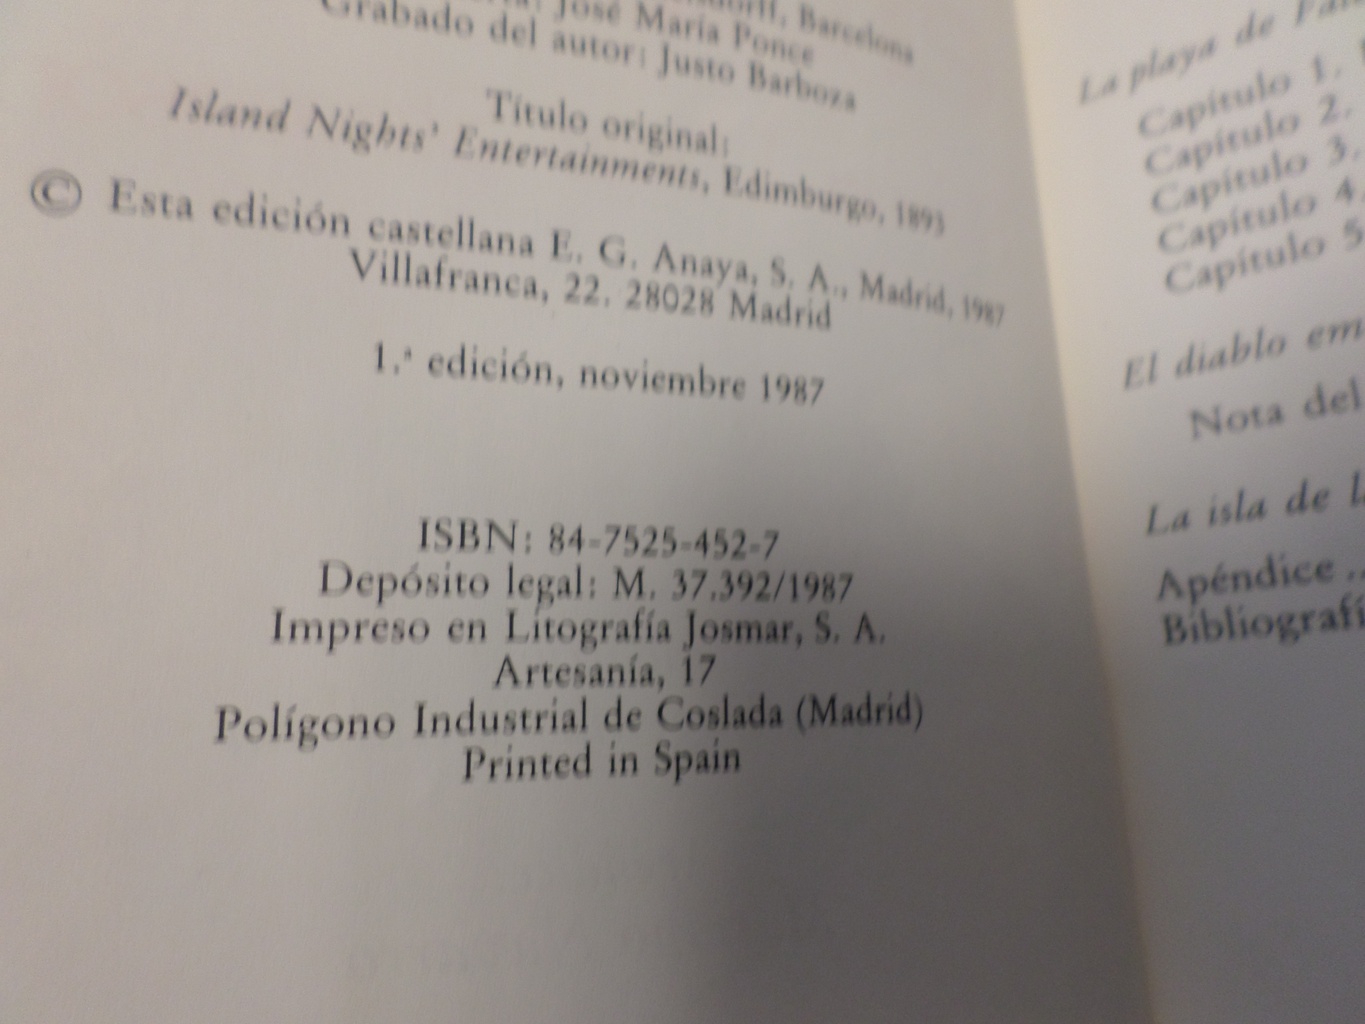 Barcelona
José María Ponce
Grabado del autor: Justo Barboza
Título original:
Island Nights' Entertainments, Edimburgo, 1893
© Esta edición castellana E. G. Anaya, S. A., Madrid, 1987
Villafranca, 22. 28028 Madrid
1.ª edición, noviembre 1987
ISBN: 84-7525-452-7
Depósito legal: M. 37.392/1987
Impreso en Litografía Josmar, S. A.
Artesanía, 17
Polígono Industrial de Coslada (Madrid)
Printed in Spain
La playa de
Capítulo 1.
Capítulo 2.
Capítulo 3.
Capítulo 4.
Capítulo 5
El diablo em
Nota del
La isla de
Apéndice ..
Bibliografí